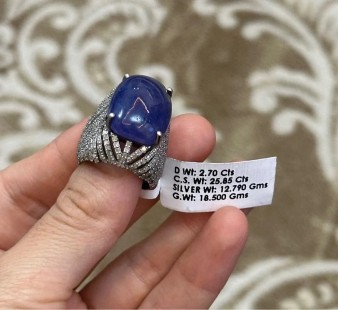 D Wt: 2.70 Cts
C.S. Wt: 25.85 Cts
SILVER Wt: 12.790 Gms
G.Wt: 18.500 Gms